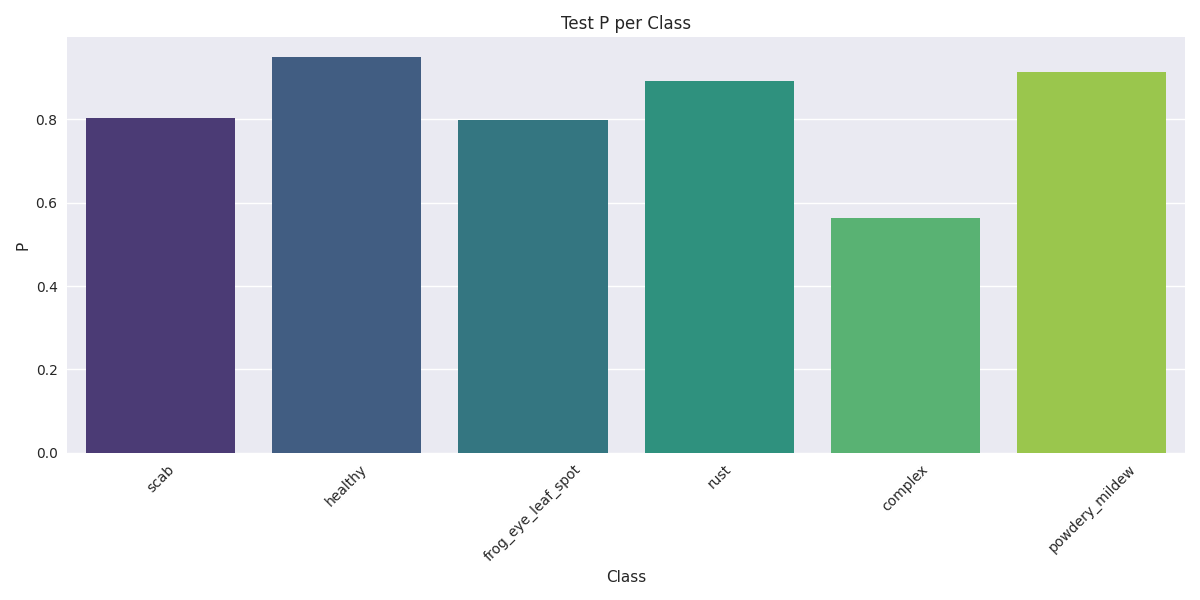 Test P per Class
P
0.8
0.6
0.4
0.2
0.0
scab
healthy
frog_eye_leaf_spot
rust
complex
powdery_mildew
Class